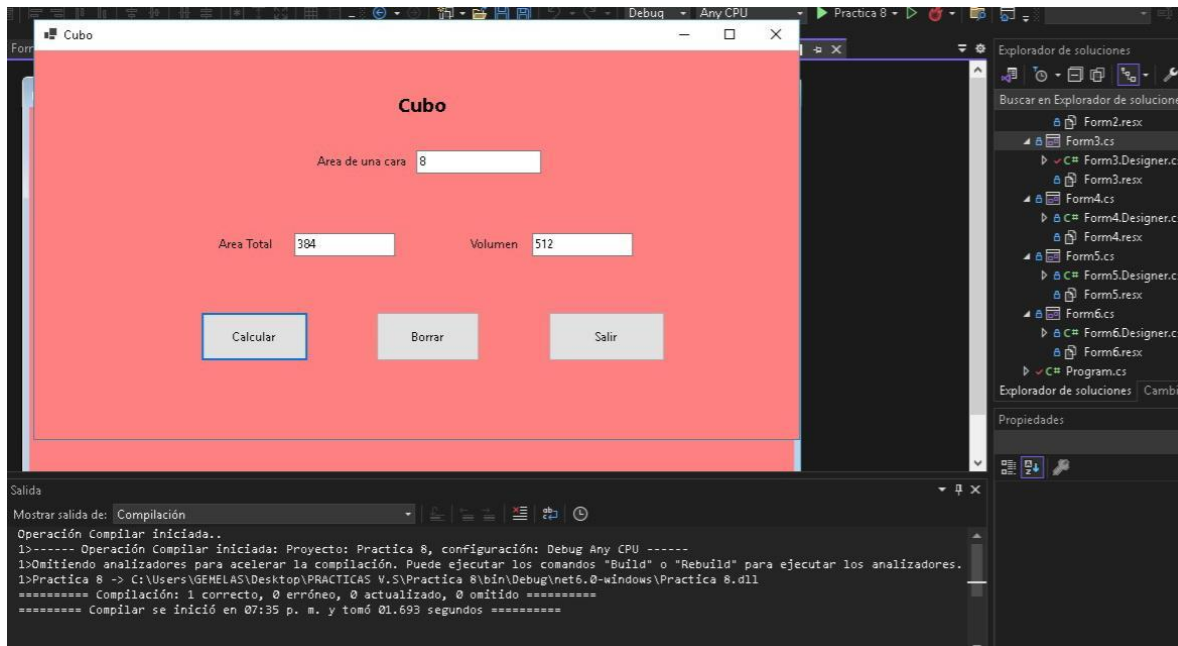 Debug Any CPU Practica 8
Cubo
Form
Explorador de soluciones
Buscar en Explorador de solucione
Cubo
Area de una cara 8
Area Total 384 Volumen 512
Calcular Borrar Salir
Form2.resx
Form3.cs
C# Form3.Designer.c
Form3.resx
Form4.cs
C# Form4.Designer.c
Form4.resx
Form5.cs
C# Form5.Designer.c
Form5.resx
Form6.cs
C# Form6.Designer.c
Form6.resx
C# Program.cs
Explorador de soluciones Cambi
Propiedades
Salida
Mostrar salida de: Compilación
Operación Compilar iniciada..
1>------ Operación Compilar iniciada: Proyecto: Practica 8, configuración: Debug Any CPU ------
1>Omitiendo analizadores para acelerar la compilación. Puede ejecutar los comandos "Build" o "Rebuild" para ejecutar los analizadores.
1>Practica 8 -> C:\Users\GEMELAS\Desktop\PRACTICAS V.S\Practica 8\bin\Debug\net6.0-windows\Practica 8.dll
========== Compilación: 1 correcto, 0 erróneo, 0 actualizado, 0 omitido ==========
========= Compilar se inició en 07:35 p. m. y tomó 01.693 segundos ==========